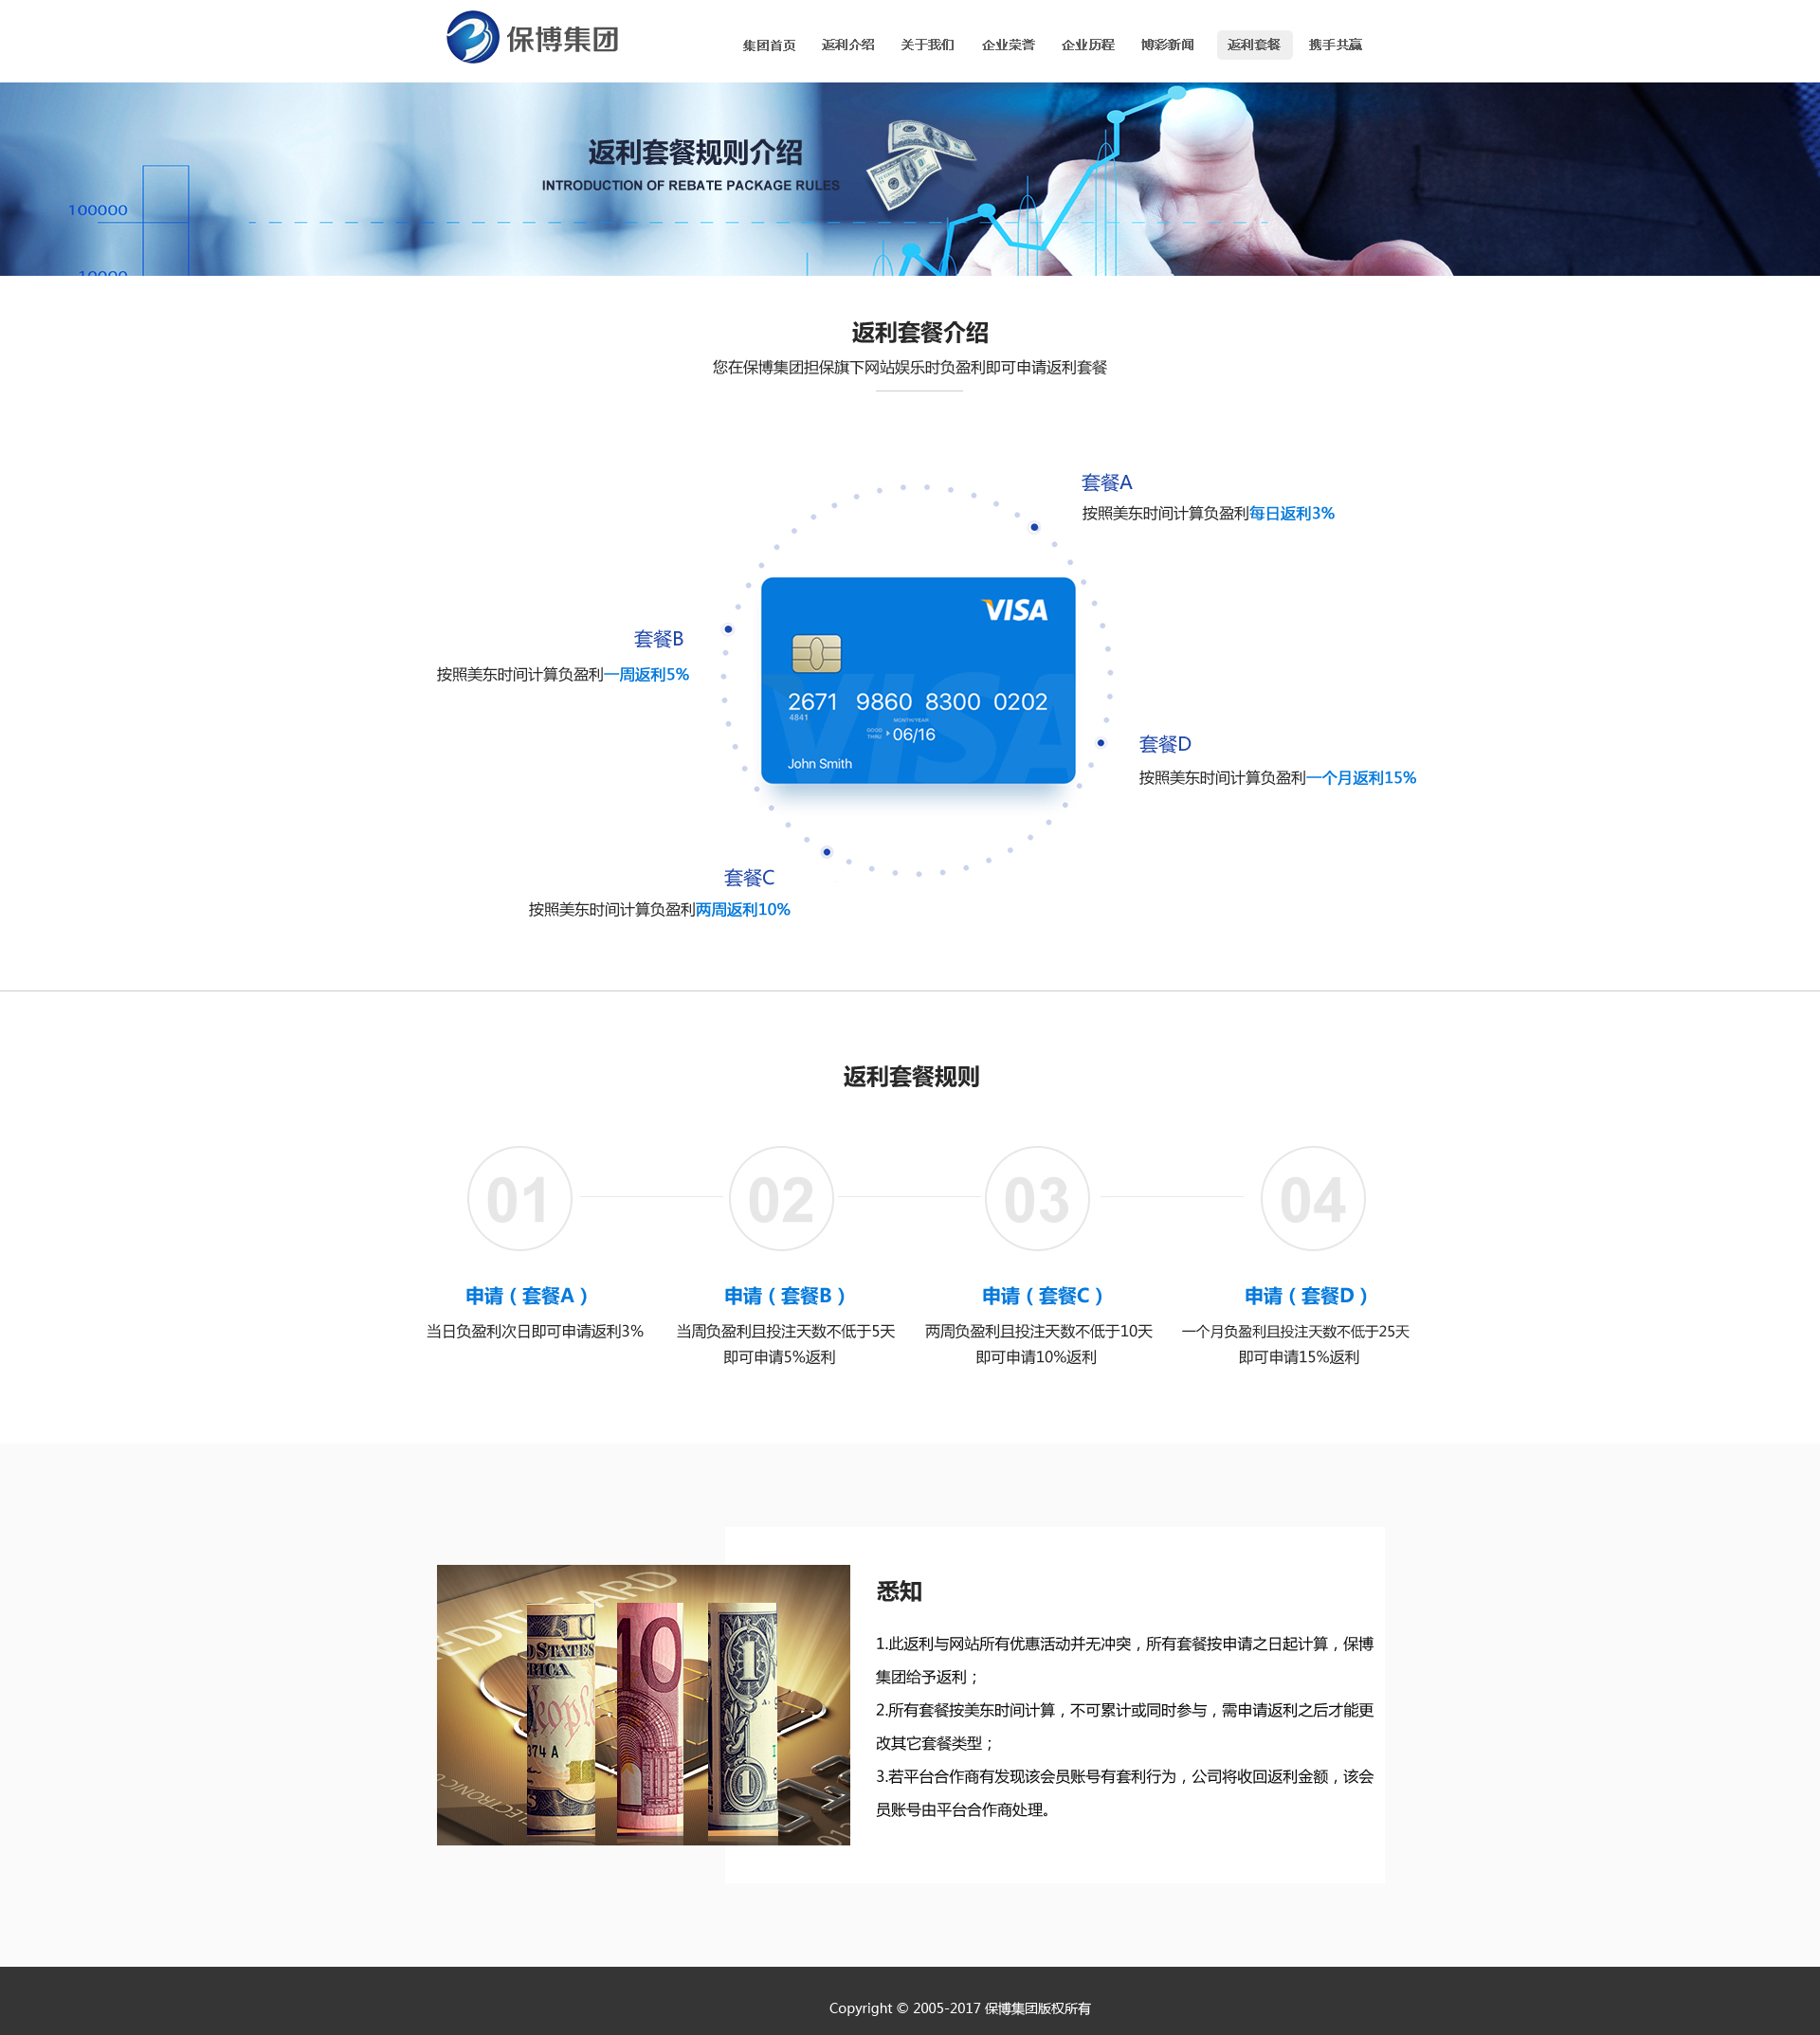 保博集团
集团首页 返利介绍 关于我们 企业荣誉 企业历程 博彩新闻 返利套餐 携手共赢
返利套餐规则介绍
INTRODUCTION OF REBATE PACKAGE RULES
100000
10000
返利套餐介绍
您在保博集团担保旗下网站娱乐时负盈利即可申请返利套餐
套餐A
按照美东时间计算负盈利每日返利3%
VISA
套餐B
按照美东时间计算负盈利一周返利5%
2671 9860 8300 0202
4841
MONTH/YEAR
GOOD THRU 06/16
John Smith
套餐D
按照美东时间计算负盈利一个月返利15%
套餐C
按照美东时间计算负盈利两周返利10%
返利套餐规则
01 02 03 04
申请（套餐A） 申请（套餐B） 申请（套餐C） 申请（套餐D）
当日负盈利次日即可申请返利3% 当周负盈利且投注天数不低于5天 两周负盈利且投注天数不低于10天 一个月负盈利且投注天数不低于25天
即可申请5%返利 即可申请10%返利 即可申请15%返利
悉知
1.此返利与网站所有优惠活动并无冲突，所有套餐按申请之日起计算，保博
集团给予返利；
2.所有套餐按美东时间计算，不可累计或同时参与，需申请返利之后才能更
改其它套餐类型；
3.若平台合作商有发现该会员账号有套利行为，公司将收回返利金额，该会
员账号由平台合作商处理。
Copyright © 2005-2017 保博集团版权所有